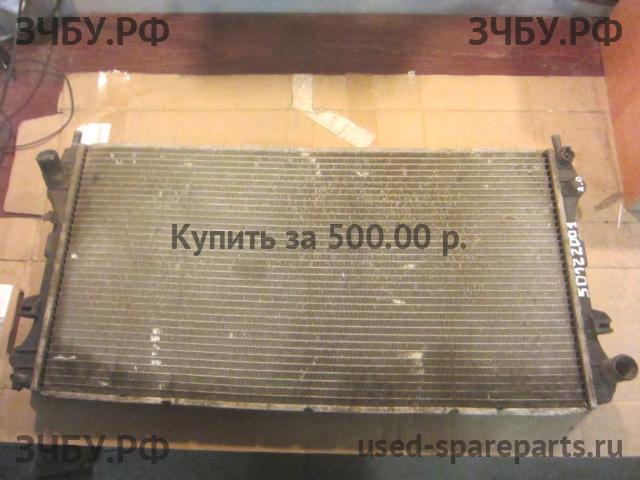 ЗЧБУ.РФ ЗЧБУ.РФ
Купить за 500.00 р.
ЗЧБУ.РФ used-spareparts.ru